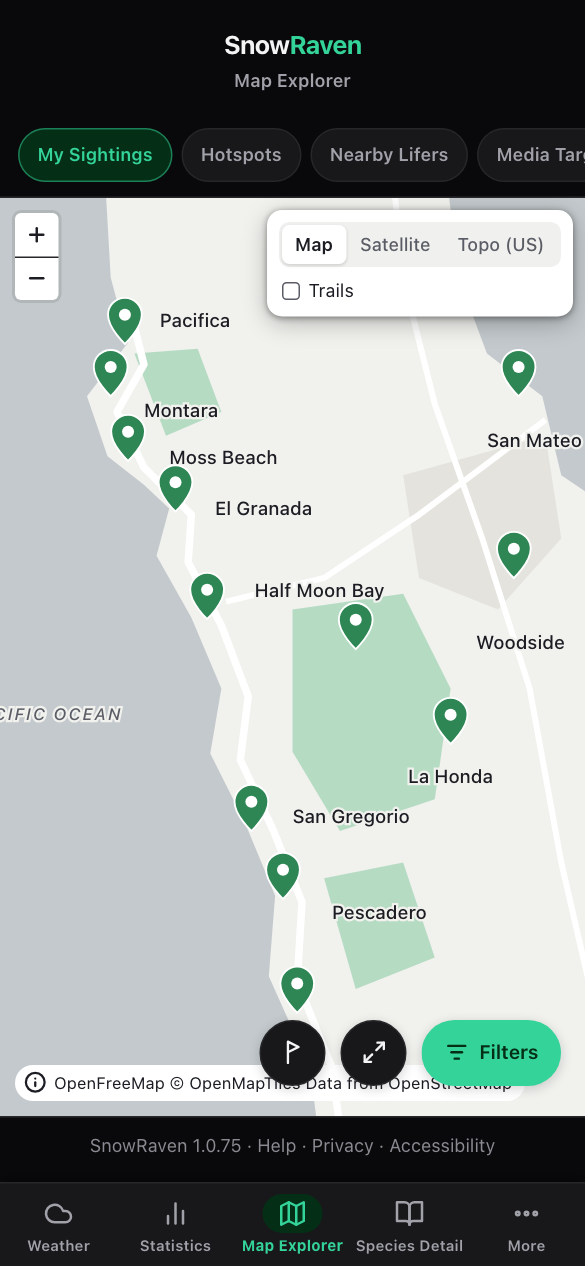 SnowRaven
Map Explorer
My Sightings
Hotspots
Nearby Lifers
Media
+
−
Map
Satellite
Topo (US)
Trails
Pacifica
Montara
Moss Beach
El Granada
San Mateo
Half Moon Bay
Woodside
OCEAN
La Honda
San Gregorio
Pescadero
Filters
OpenFreeMap © OpenMapTiles Data from OpenStreetMap
SnowRaven 1.0.75 · Help · Privacy · Accessibility
Weather
Statistics
Map Explorer
Species Detail
More